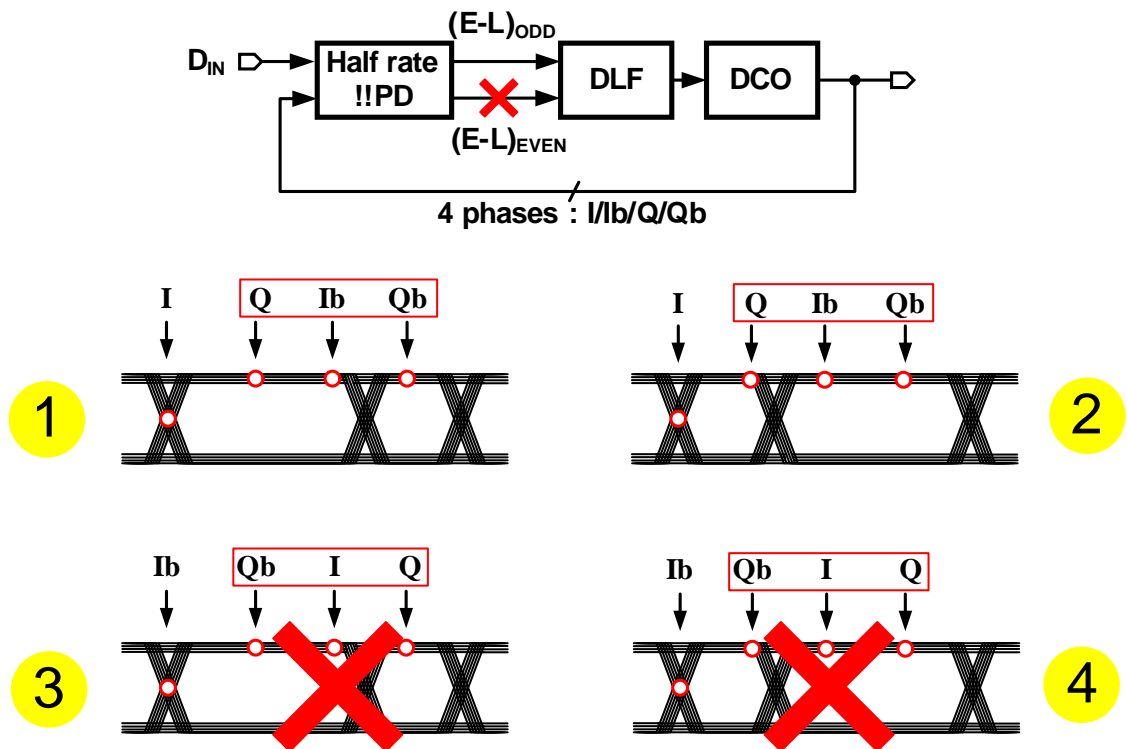 (E-L)ODD
DIN
Half rate
!!PD
DLF
DCO
(E-L)EVEN
4 phases : I/Ib/Q/Qb
I Q Ib Qb
I Q Ib Qb
1
2
Ib Qb I Q
Ib Qb I Q
3
4